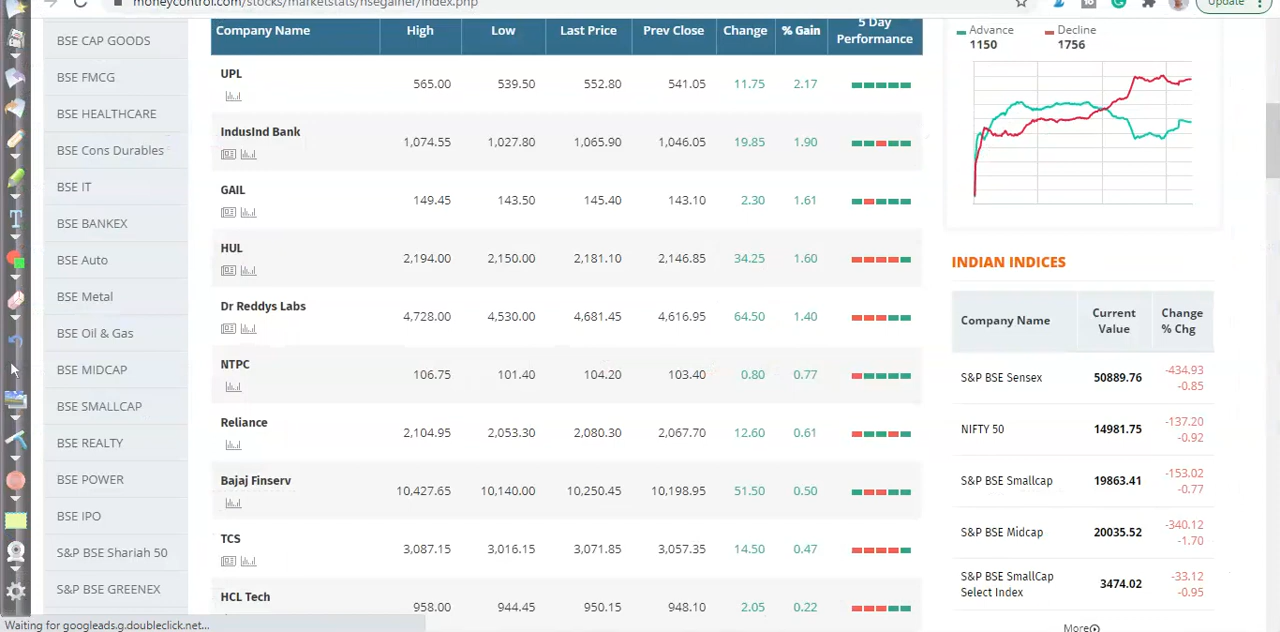 moneycontrol.com/stocks/marketstats/nsegainer/index.php
Update
BSE CAP GOODS
BSE FMCG
BSE HEALTHCARE
BSE Cons Durables
BSE IT
BSE BANKEX
BSE Auto
BSE Metal
BSE Oil & Gas
BSE MIDCAP
BSE SMALLCAP
BSE REALTY
BSE POWER
BSE IPO
S&P BSE Shariah 50
S&P BSE GREENEX
Waiting for googleads.g.doubleclick.net...
Company Name High Low Last Price Prev Close Change % Gain 5 Day Performance
UPL 565.00 539.50 552.80 541.05 11.75 2.17
IndusInd Bank 1,074.55 1,027.80 1,065.90 1,046.05 19.85 1.90
GAIL 149.45 143.50 145.40 143.10 2.30 1.61
HUL 2,194.00 2,150.00 2,181.10 2,146.85 34.25 1.60
Dr Reddys Labs 4,728.00 4,530.00 4,681.45 4,616.95 64.50 1.40
NTPC 106.75 101.40 104.20 103.40 0.80 0.77
Reliance 2,104.95 2,053.30 2,080.30 2,067.70 12.60 0.61
Bajaj Finserv 10,427.65 10,140.00 10,250.45 10,198.95 51.50 0.50
TCS 3,087.15 3,016.15 3,071.85 3,057.35 14.50 0.47
HCL Tech 958.00 944.45 950.15 948.10 2.05 0.22
Advance Decline
1150 1756
INDIAN INDICES
Company Name Current Value Change % Chg
S&P BSE Sensex 50889.76 -434.93 -0.85
NIFTY 50 14981.75 -137.20 -0.92
S&P BSE Smallcap 19863.41 -153.02 -0.77
S&P BSE Midcap 20035.52 -340.12 -1.70
S&P BSE SmallCap Select Index 3474.02 -33.12 -0.95
More